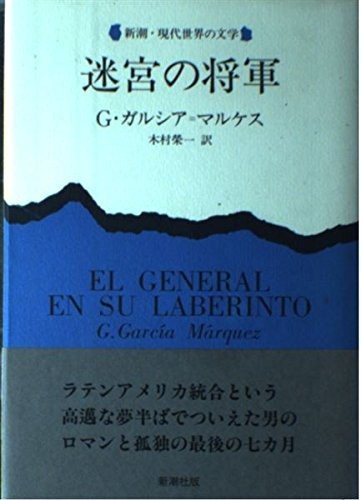 新潮・現代世界の文学
迷宮の将軍
G・ガルシア=マルケス
木村榮一 訳
EL GENERAL
EN SU LABERINTO
G. García Márquez
ラテンアメリカ統合という
高邁な夢半ばでついえた男の
ロマンと孤独の最後の七カ月
新潮社版